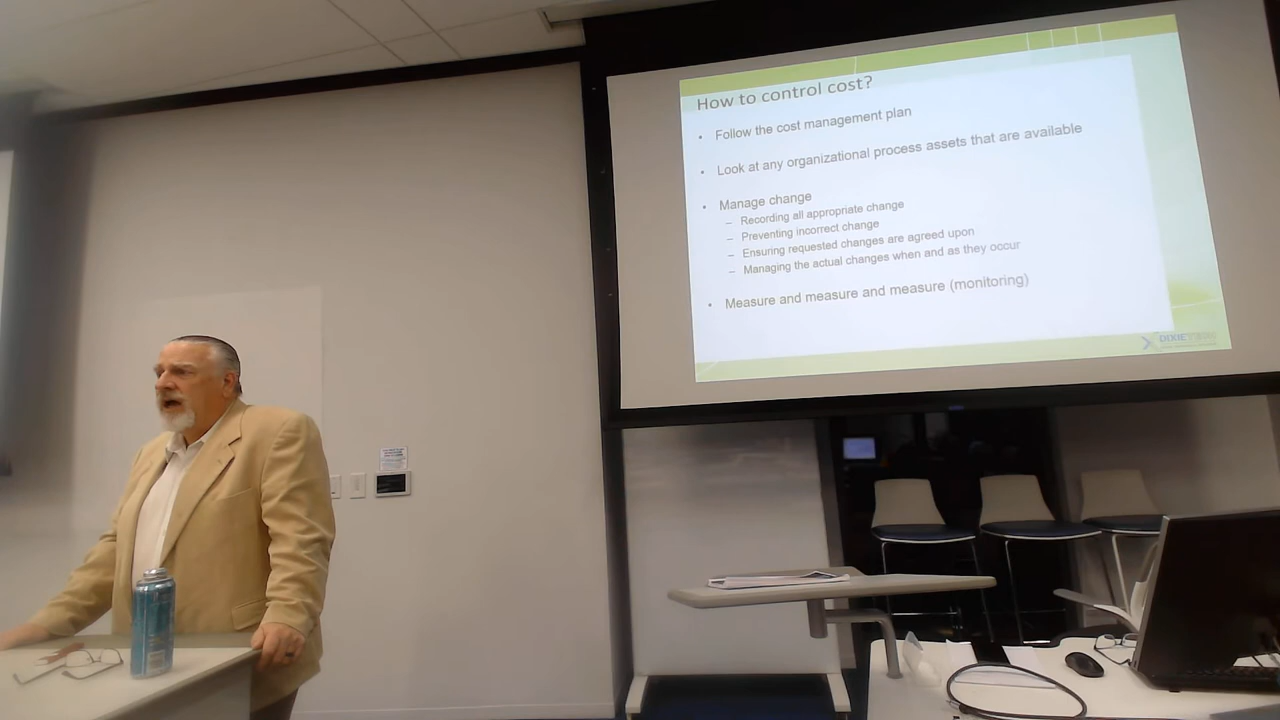 How to control cost?
• Follow the cost management plan
• Look at any organizational process assets that are available
• Manage change
– Recording all appropriate change
– Preventing incorrect change
– Ensuring requested changes are agreed upon
– Managing the actual changes when and as they occur
• Measure and measure and measure (monitoring)
DIXIE